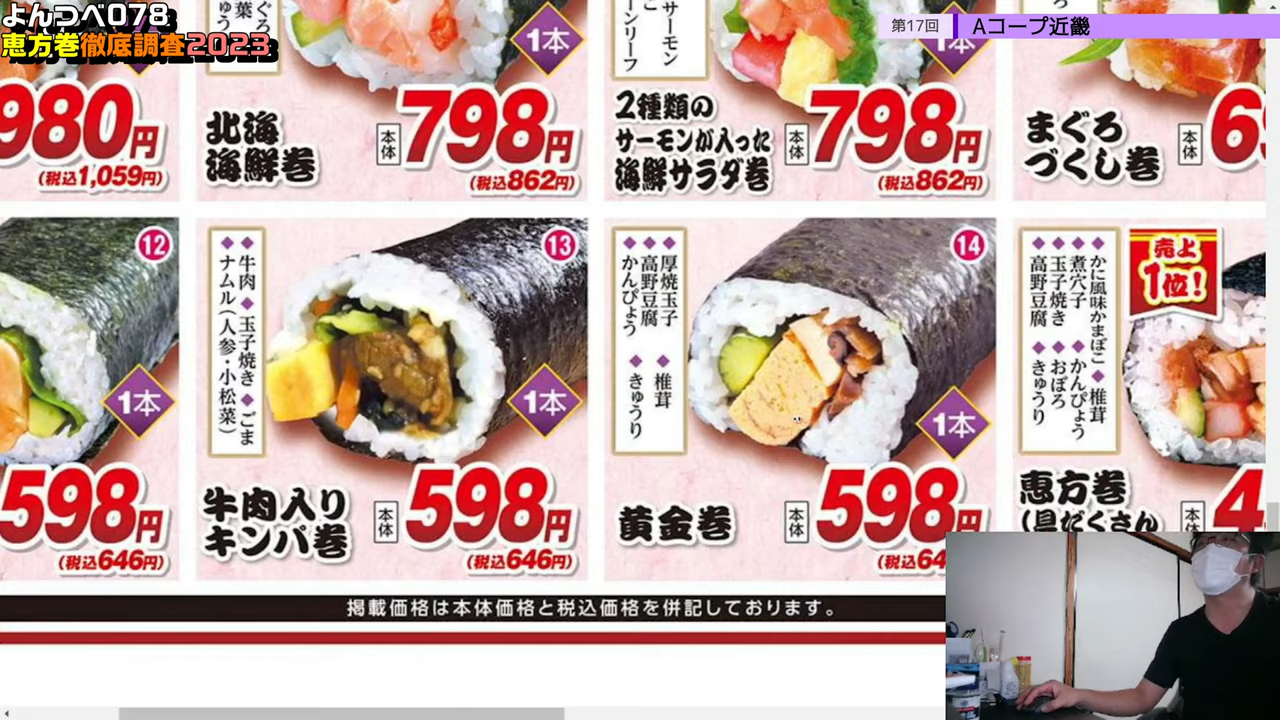 よんつべ078
恵方巻徹底調査2023
第17回
Aコープ近畿
980円
(税込1,059円)
1本
北海
海鮮巻
本体
798円
(税込862円)
サーモン
1本
2種類の
サーモンが入った
海鮮サラダ巻
本体
798円
(税込862円)
まぐろ
づくし巻
本体
12
1本
598円
(税込646円)
13
◆牛肉◆玉子焼き◆ごま
◆ナムル(人参・小松菜)
1本
牛肉入り
キンパ巻
本体
598円
(税込646円)
14
◆厚焼玉子◆椎茸
◆高野豆腐
◆かんぴょう◆きゅうり
1本
黄金巻
本体
598円
◆かに風味かまぼこ◆椎茸
◆煮穴子◆かんぴょう
◆玉子焼き◆おぼろ
◆高野豆腐◆きゅうり
売上
1位!
恵方巻
(具だくさん
本体
掲載価格は本体価格と税込価格を併記しております。